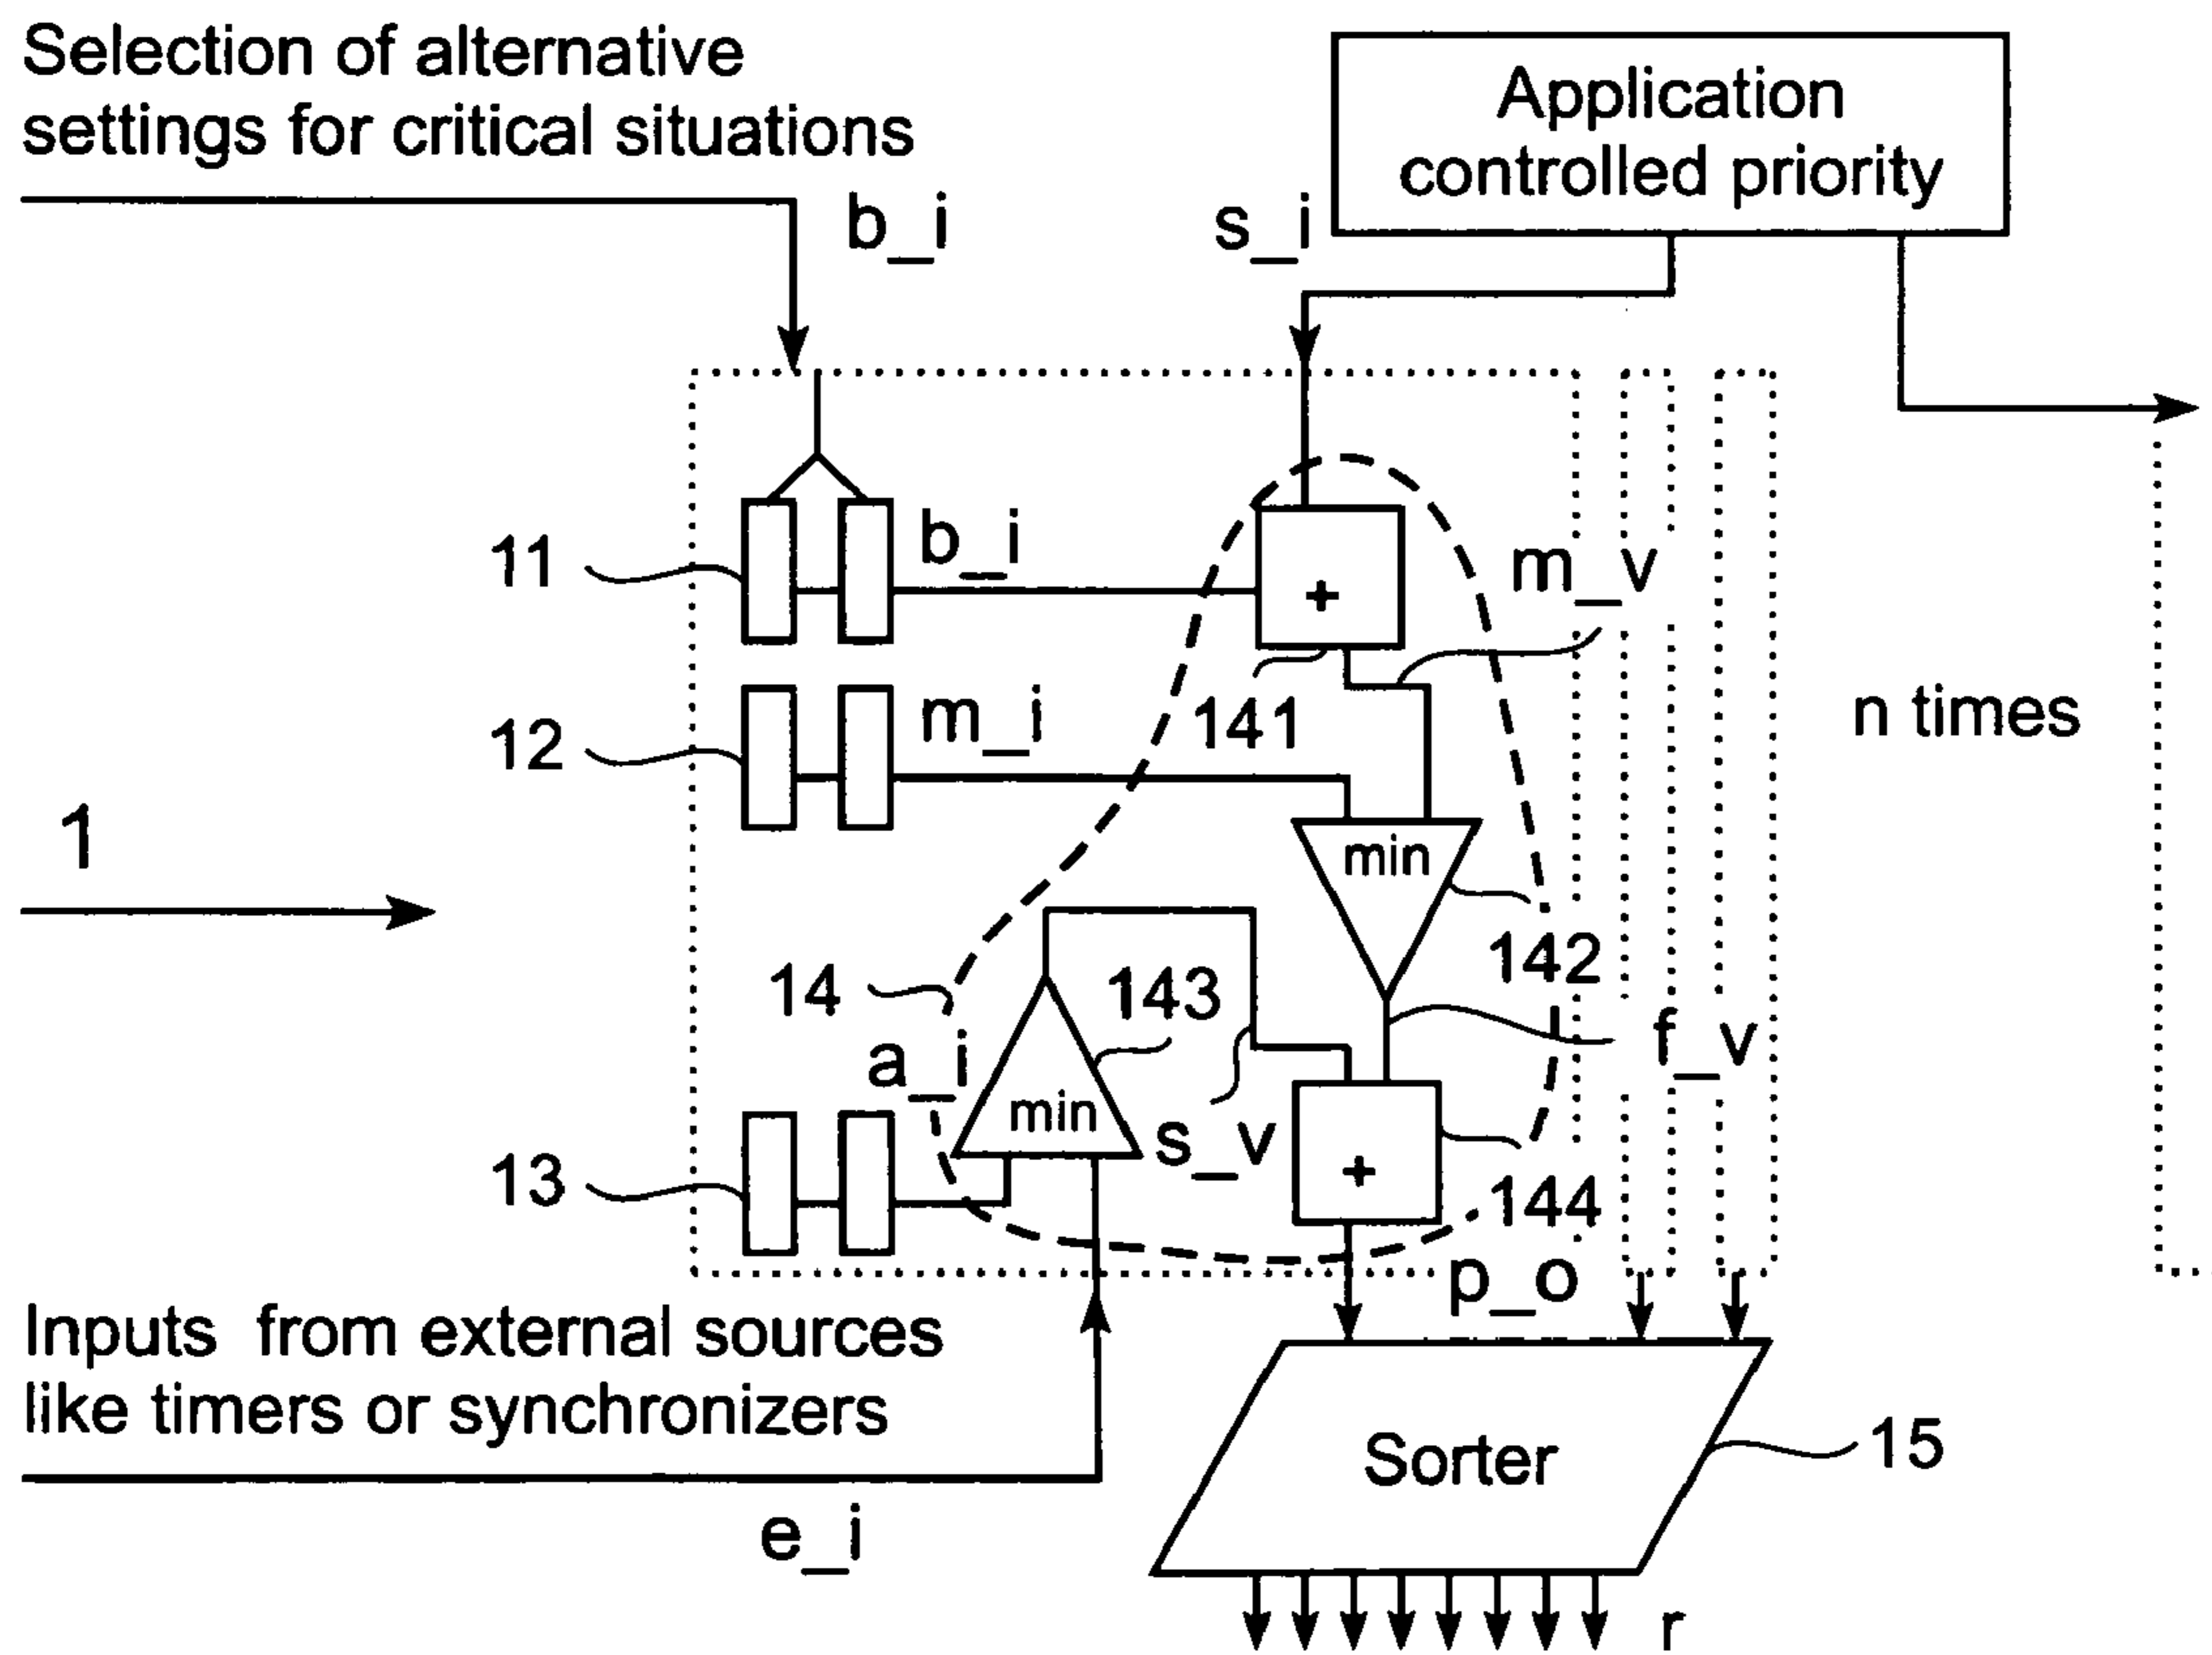 Selection of alternative
settings for critical situations
b_i
s_i
Application
controlled priority
11
b_i
+
m_v
141
12
m_i
n times
1
min
142
14
143
f_v
a_i
min
s_v
13
+
144
p_o
Inputs from external sources
like timers or synchronizers
e_i
Sorter
15
r